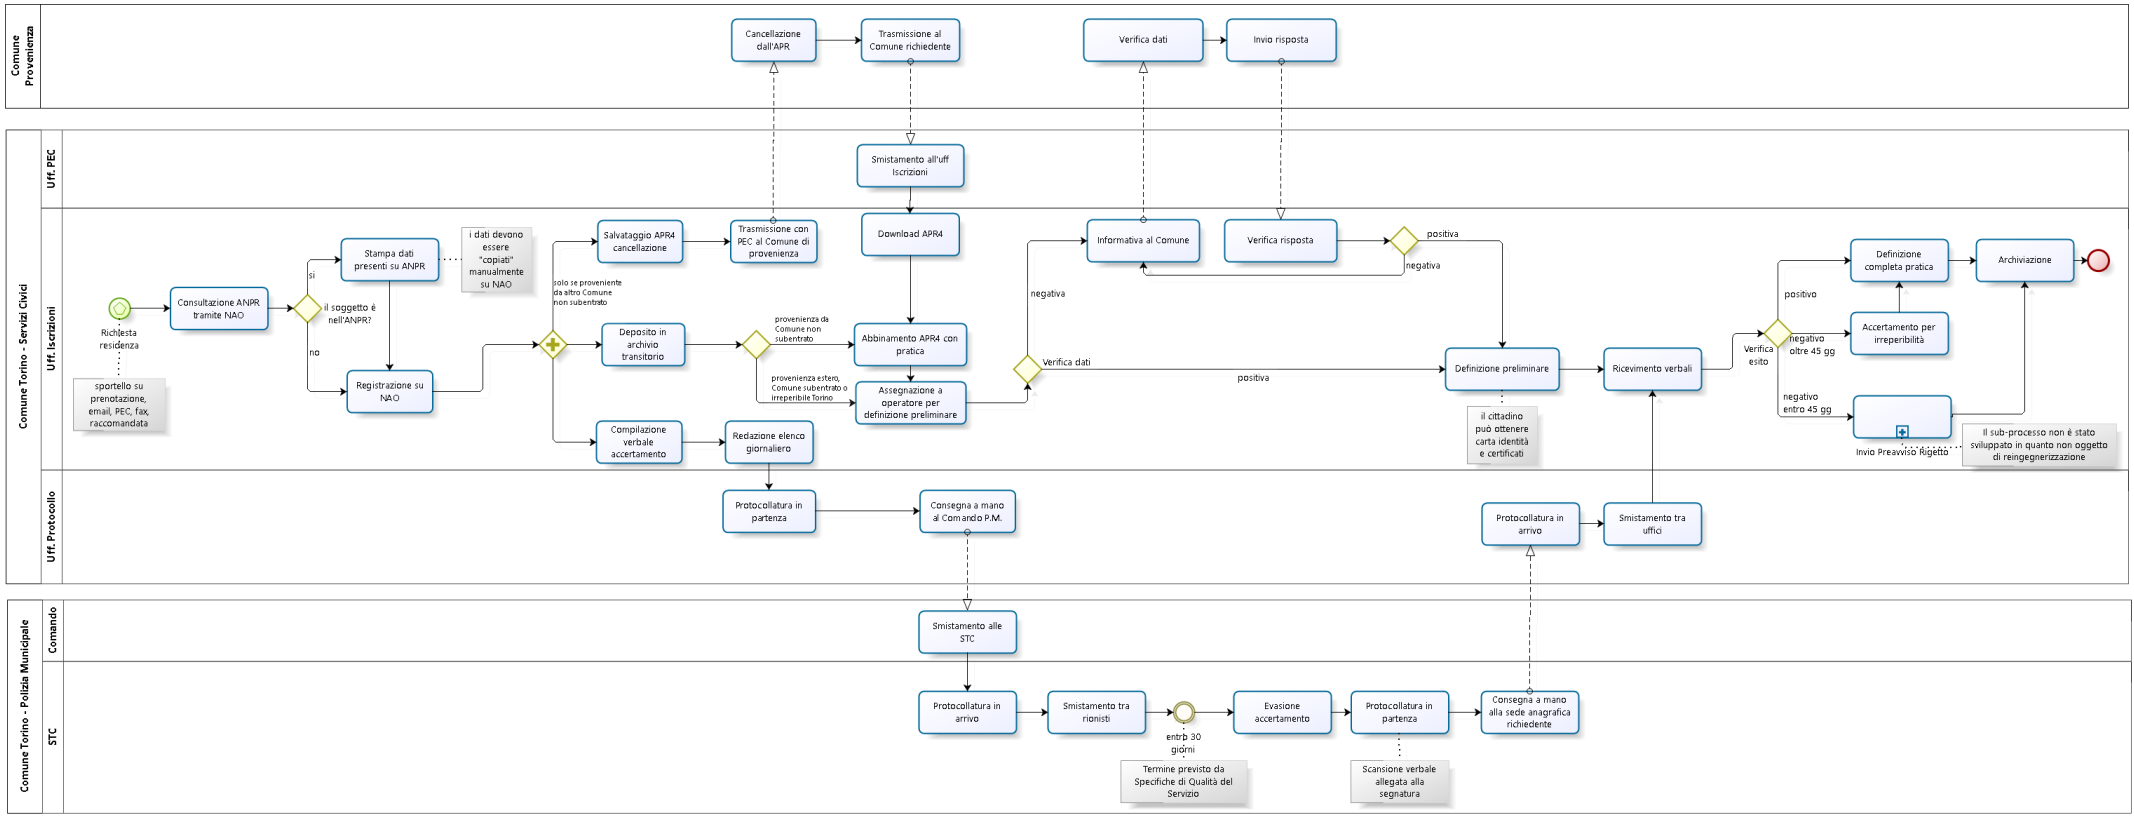 Comune
Provenienza
Cancellazione
dall'APR
Trasmissione al
Comune richiedente
Verifica dati
Invio risposta
Comune Torino - Servizi Civici
Uff. PEC
Smistamento all'uff
Iscrizioni
Uff. Iscrizioni
Richiesta
residenza
sportello su
prenotazione,
email, PEC, fax,
raccomandata
Consultazione ANPR
tramite NAO
si
il soggetto è
nell'ANPR?
no
Stampa dati
presenti su ANPR
i dati devono
essere
"copiati"
manualmente
su NAO
Registrazione su
NAO
solo se proveniente
da altro Comune
non subentrato
Salvataggio APR4
cancellazione
Trasmissione con
PEC al Comune di
provenienza
Deposito in
archivio
transitorio
provenienza da
Comune non
subentrato
provenienza estero,
Comune subentrato o
irreperibile Torino
Compilazione
verbale
accertamento
Redazione elenco
giornaliero
Download APR4
Abbinamento APR4 con
pratica
Assegnazione a
operatore per
definizione preliminare
negativa
Verifica dati
positiva
Informativa al Comune
Verifica risposta
positiva
negativa
Definizione preliminare
il cittadino
può ottenere
carta identità
e certificati
Ricevimento verbali
Verifica
esito
positivo
negativo
oltre 45 gg
negativo
entro 45 gg
Definizione
completa pratica
Archiviazione
Accertamento per
irreperibilità
Invio Preavviso Rigetto
Il sub-processo non è stato
sviluppato in quanto non oggetto
di reingegnerizzazione
Uff. Protocollo
Protocollatura in
partenza
Consegna a mano
al Comando P.M.
Protocollatura in
arrivo
Smistamento tra
uffici
Comune Torino - Polizia Municipale
Comando
Smistamento alle
STC
STC
Protocollatura in
arrivo
Smistamento tra
rionisti
entro 30
giorni
Termine previsto da
Specifiche di Qualità del
Servizio
Evasione
accertamento
Protocollatura in
partenza
Scansione verbale
allegata alla
segnatura
Consegna a mano
alla sede anagrafica
richiedente